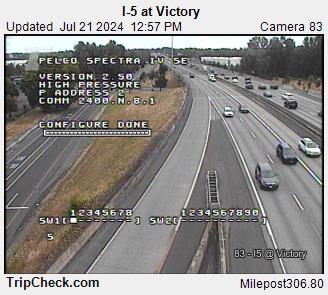 I-5 at Victory
Updated Jul 21 2024 12:57 PM Camera 83
PELCO SPECTRA IV SE
VERSION 2.50
HIGH PRESSURE
P ADDRESS 2
COMM 2400.N.8.1
CONFIGURE DONE
12345678 1234567890
SW1[ SW2[
S
83 - I5 @ Victory
TripCheck.com Milepost306.80